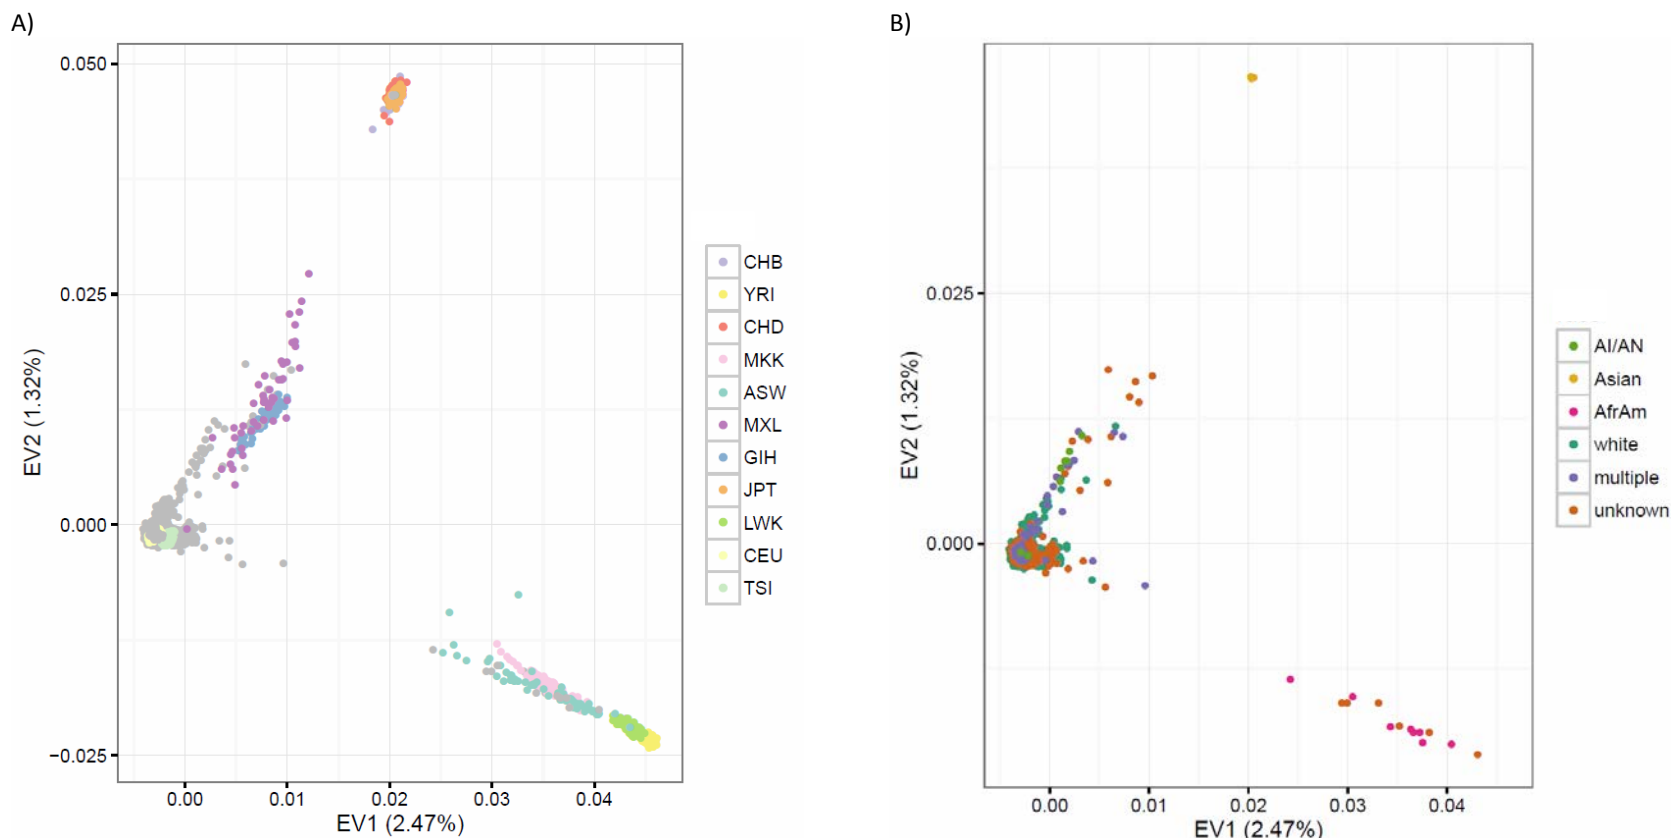 A)
0.050
0.025
0.000
−0.025
EV2 (1.32%)
0.00 0.01 0.02 0.03 0.04
EV1 (2.47%)
CHB
YRI
CHD
MKK
ASW
MXL
GIH
JPT
LWK
CEU
TSI
B)
0.025
0.000
EV2 (1.32%)
0.00 0.01 0.02 0.03 0.04
EV1 (2.47%)
AI/AN
Asian
AfrAm
white
multiple
unknown